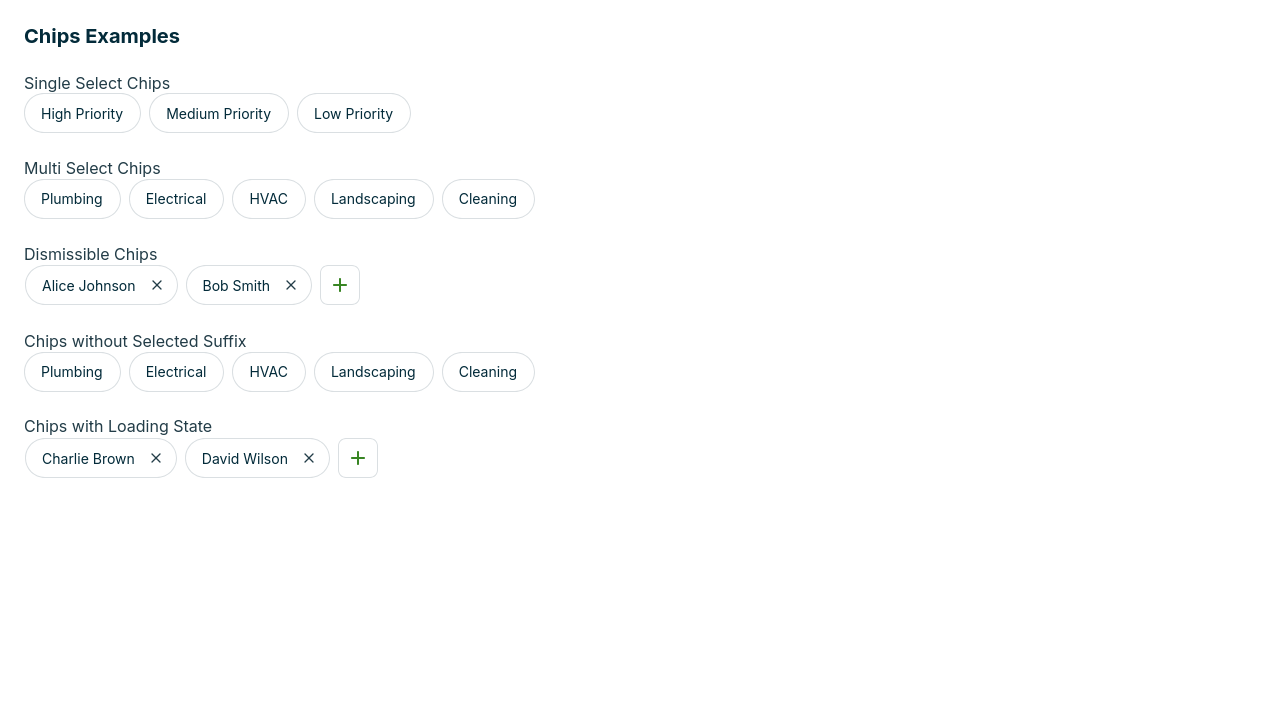 Chips Examples
Single Select Chips
High Priority Medium Priority Low Priority
Multi Select Chips
Plumbing Electrical HVAC Landscaping Cleaning
Dismissible Chips
Alice Johnson Bob Smith
Chips without Selected Suffix
Plumbing Electrical HVAC Landscaping Cleaning
Chips with Loading State
Charlie Brown David Wilson